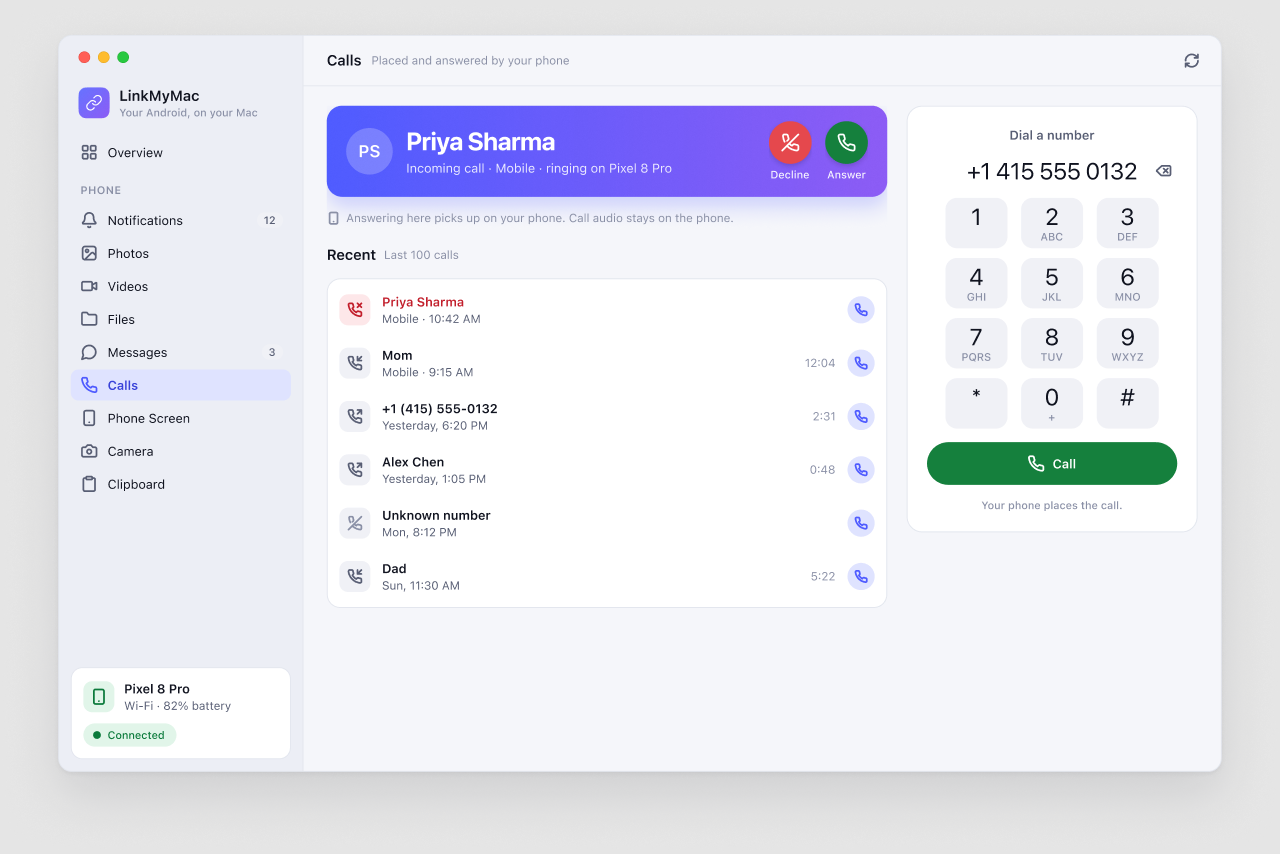 LinkMyMac
Your Android, on your Mac
Overview
PHONE
Notifications 12
Photos
Videos
Files
Messages 3
Calls
Phone Screen
Camera
Clipboard
Pixel 8 Pro
Wi-Fi · 82% battery
Connected
Calls Placed and answered by your phone
PS
Priya Sharma
Incoming call · Mobile · ringing on Pixel 8 Pro
Decline
Answer
Answering here picks up on your phone. Call audio stays on the phone.
Recent Last 100 calls
Priya Sharma
Mobile · 10:42 AM
Mom
Mobile · 9:15 AM
12:04
+1 (415) 555-0132
Yesterday, 6:20 PM
2:31
Alex Chen
Yesterday, 1:05 PM
0:48
Unknown number
Mon, 8:12 PM
Dad
Sun, 11:30 AM
5:22
Dial a number
+1 415 555 0132
1 2 3
ABC DEF
4 5 6
GHI JKL MNO
7 8 9
PQRS TUV WXYZ
* 0 #
+
Call
Your phone places the call.